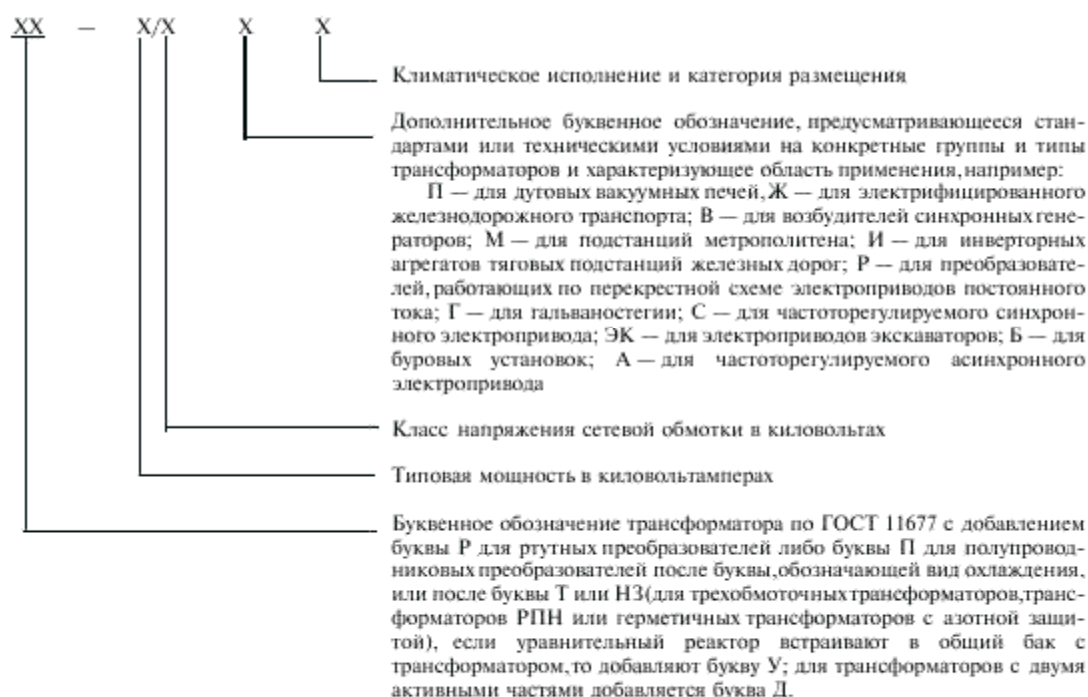 XX — X/X X X
Климатическое исполнение и категория размещения
Дополнительное буквенное обозначение, предусматривающееся стан-
дартами или техническими условиями на конкретные группы и типы
трансформаторов и характеризующее область применения, например:
П — для дуговых вакуумных печей, Ж — для электрифицированного
железнодорожного транспорта; В — для возбудителей синхронных гене-
раторов; М — для подстанций метрополитена; И — для инверторных
агрегатов тяговых подстанций железных дорог; Р — для преобразовате-
лей, работающих по перекрестной схеме электроприводов постоянного
тока; Г — для гальваностегии; С — для частоторегулируемого синхрон-
ного электропривода; ЭК — для электроприводов экскаваторов; Б — для
буровых установок; А — для частоторегулируемого асинхронного
электропривода
Класс напряжения сетевой обмотки в киловольтах
Типовая мощность в киловольтамперах
Буквенное обозначение трансформатора по ГОСТ 11677 с добавлением
буквы Р для ртутных преобразователей либо буквы П для полупровод-
никовых преобразователей после буквы, обозначающей вид охлаждения,
или после буквы Т или НЗ(для трехобмоточных трансформаторов, транс-
форматоров РПН или герметичных трансформаторов с азотной защи-
той), если уравнительный реактор встраивают в общий бак с
трансформатором, то добавляют букву У; для трансформаторов с двумя
активными частями добавляется буква Д.